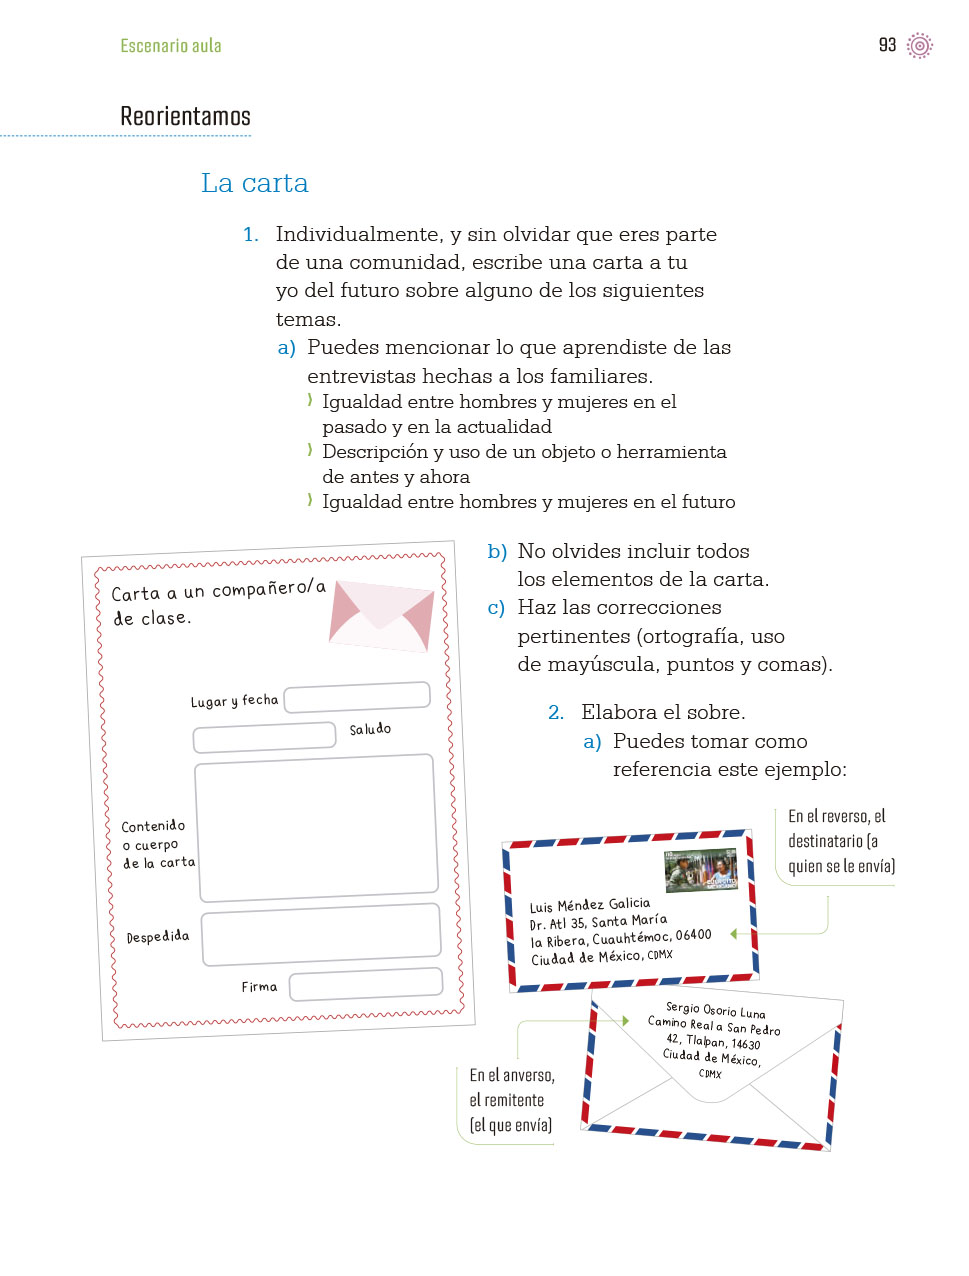 Escenario aula
93
Reorientamos
La carta
1. Individualmente, y sin olvidar que eres parte
de una comunidad, escribe una carta a tu
yo del futuro sobre alguno de los siguientes
temas.
a) Puedes mencionar lo que aprendiste de las
entrevistas hechas a los familiares.
Igualdad entre hombres y mujeres en el
pasado y en la actualidad
Descripción y uso de un objeto o herramienta
de antes y ahora
Igualdad entre hombres y mujeres en el futuro
b) No olvides incluir todos
los elementos de la carta.
c) Haz las correcciones
pertinentes (ortografía, uso
de mayúscula, puntos y comas).
2. Elabora el sobre.
a) Puedes tomar como
referencia este ejemplo:
Carta a un compañero/a
de clase.
Lugar y fecha
Saludo
Contenido
o cuerpo
de la carta
Despedida
Firma
En el reverso, el
destinatario (a
quien se le envía)
Luis Méndez Galicia
Dr. Atl 35, Santa María
la Ribera, Cuauhtémoc, 06400
Ciudad de México, CDMX
Sergio Osorio Luna
Camino Real a San Pedro
42, Tlalpan, 14630
Ciudad de México,
CDMX
En el anverso,
el remitente
(el que envía)